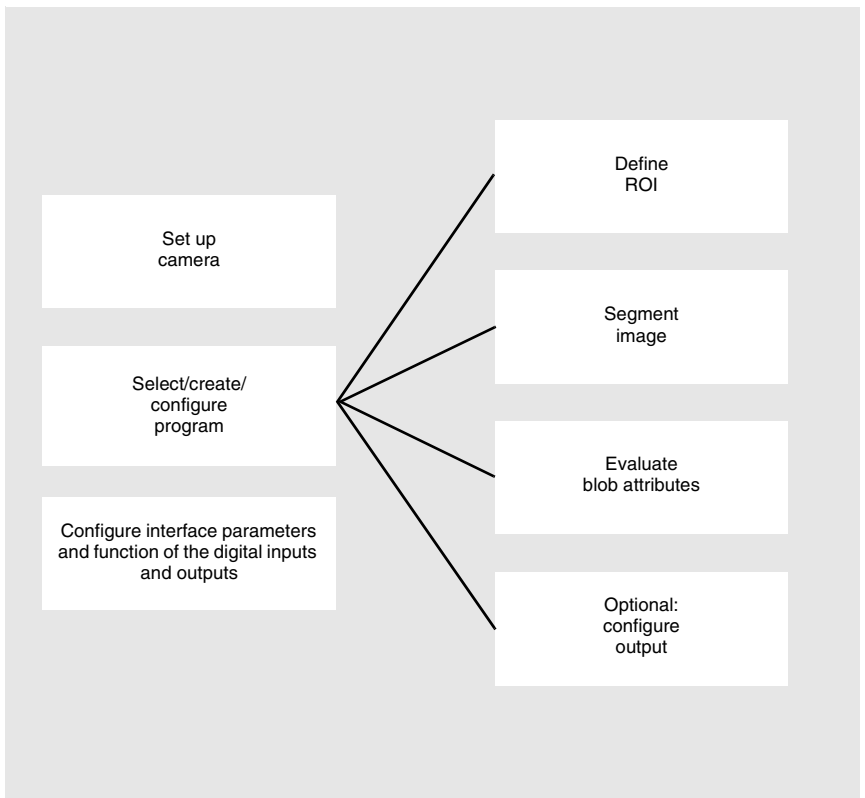 Set up
camera
Select/create/
configure
program
Configure interface parameters
and function of the digital inputs
and outputs
Define
ROI
Segment
image
Evaluate
blob attributes
Optional:
configure
output